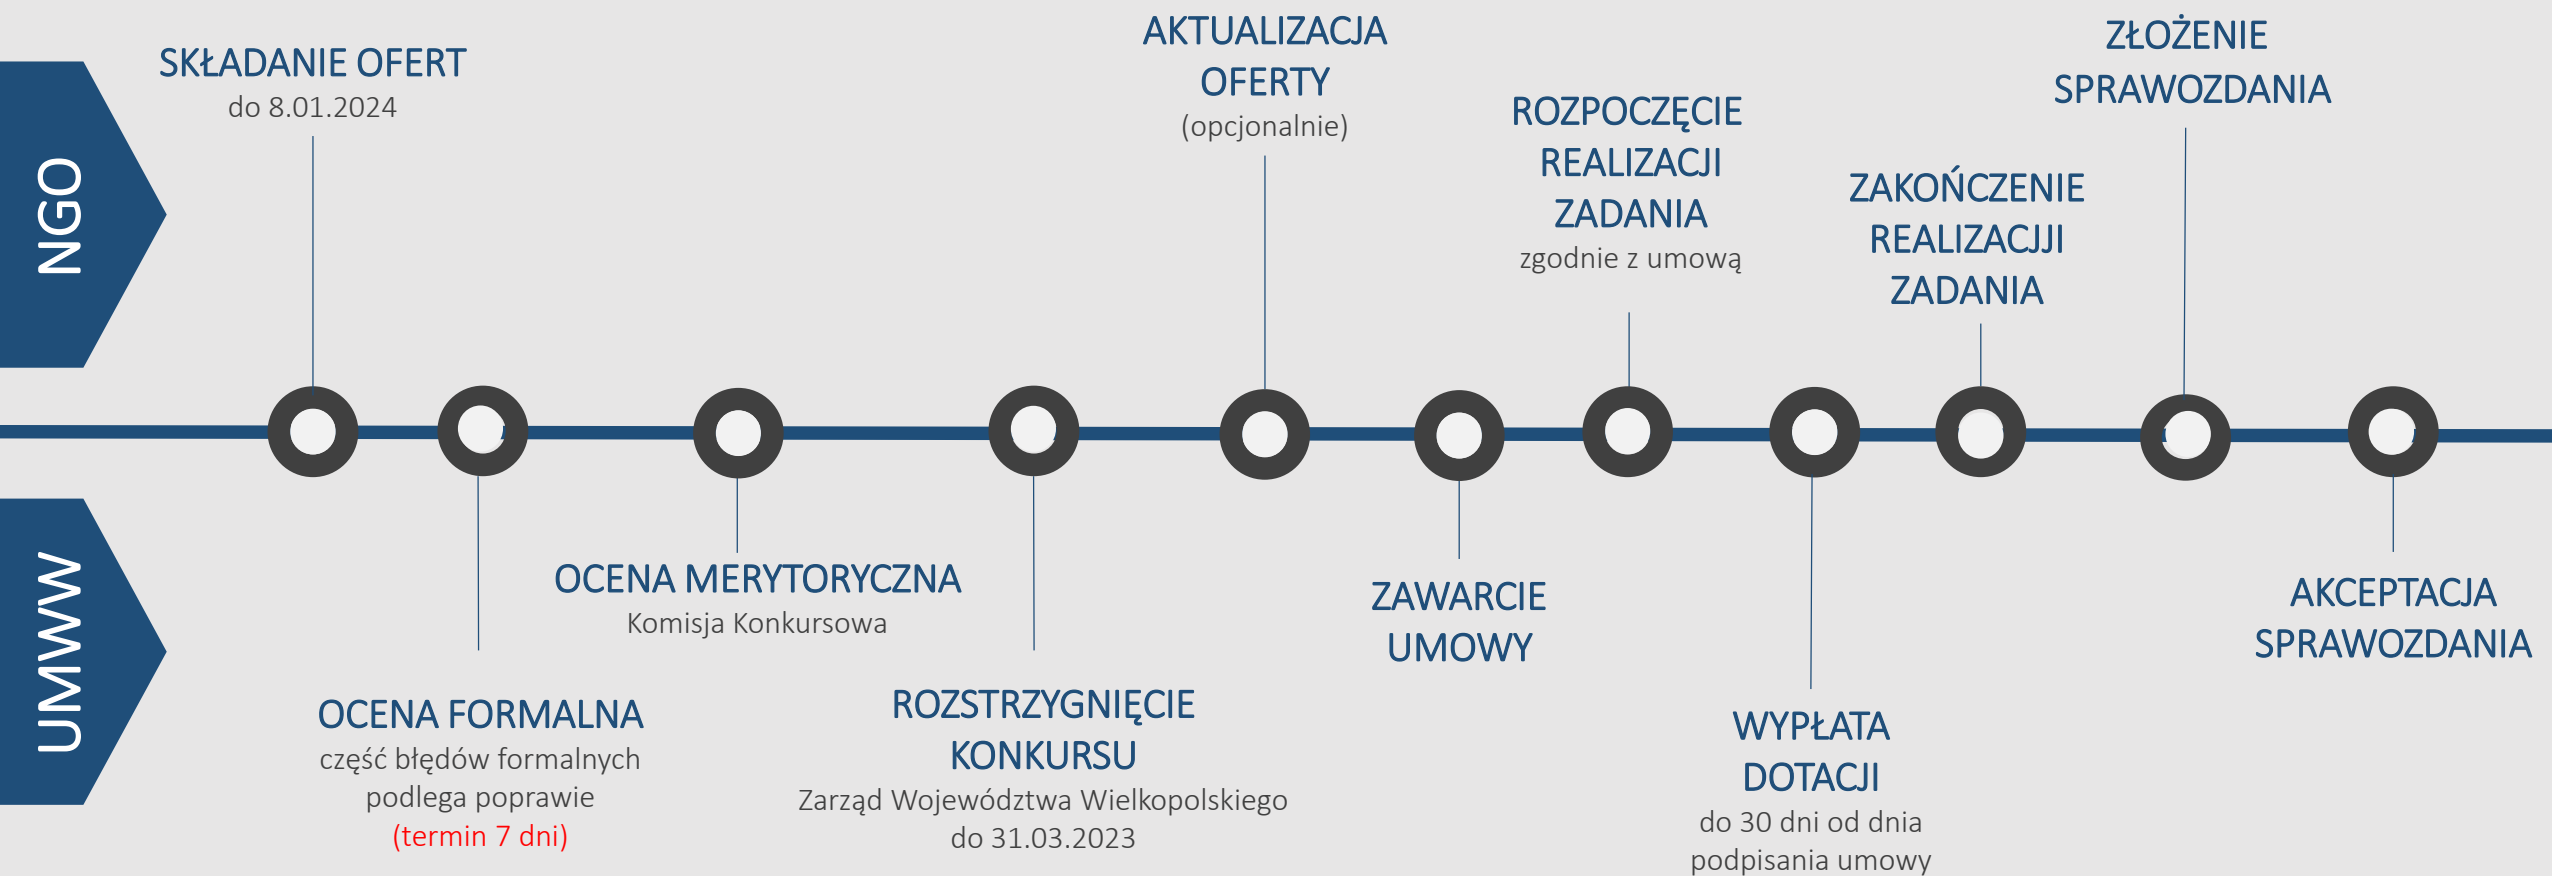 NGO
SKŁADANIE OFERT
do 8.01.2024
AKTUALIZACJA
OFERTY
(opcjonalnie)
ROZPOCZĘCIE
REALIZACJI
ZADANIA
zgodnie z umową
ZAKOŃCZENIE
REALIZACJJI
ZADANIA
ZŁOŻENIE
SPRAWOZDANIA
UMWW
OCENA FORMALNA
część błędów formalnych
podlega poprawie
(termin 7 dni)
OCENA MERYTORYCZNA
Komisja Konkursowa
ROZSTRZYGNIĘCIE
KONKURSU
Zarząd Województwa Wielkopolskiego
do 31.03.2023
ZAWARCIE
UMOWY
WYPŁATA
DOTACJI
do 30 dni od dnia
podpisania umowy
AKCEPTACJA
SPRAWOZDANIA